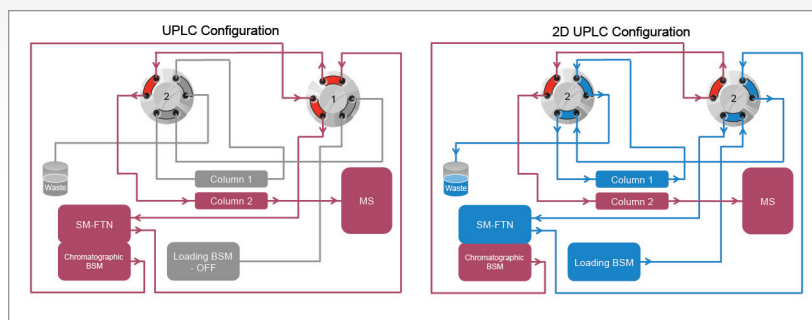 UPLC Configuration
2
1
Column 1
Waste
Column 2
MS
SM-FTN
Chromatographic
BSM
Loading BSM
- OFF
2D UPLC Configuration
2
2
Column 1
Waste
Column 2
MS
SM-FTN
Chromatographic
BSM
Loading BSM